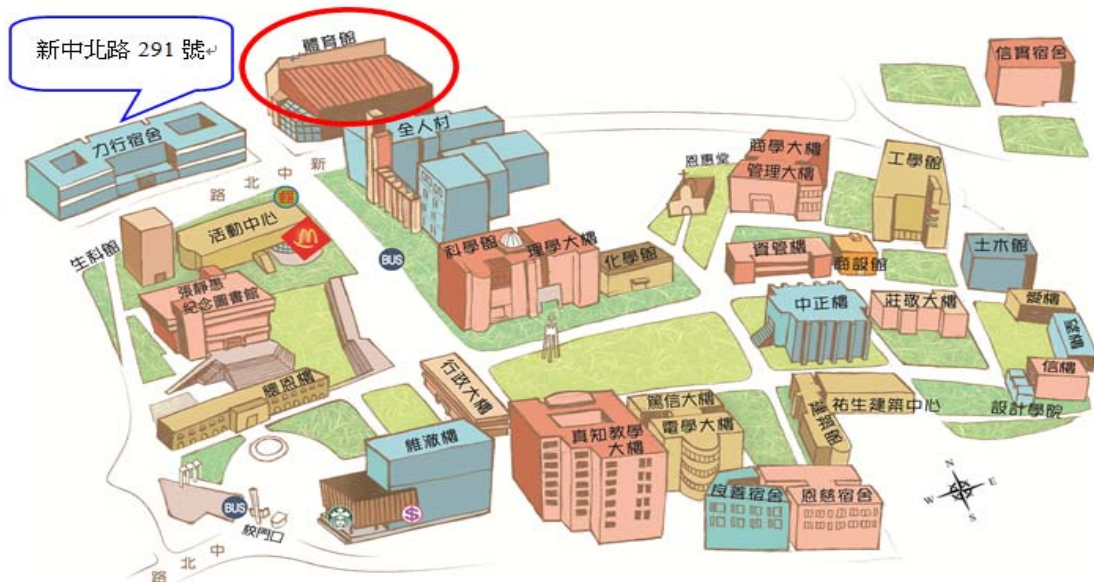 新中北路 291 號
體育館
信實宿舍
力行宿舍
全人村
商學大樓
管理大樓
工學館
恩惠堂
新中北路
活動中心
生科館
科學館
理學大樓
化學館
BUS
資管樓
商設館
土木館
張靜愚
紀念圖書館
中正樓
莊敬大樓
愛樓
信樓
設計學院
行政大樓
懷恩樓
維澈樓
真知教學
大樓
篤信大樓
電學大樓
建築館
祐生建築中心
良善宿舍
恩慈宿舍
BUS
校門口
中北路
N
W
E
S